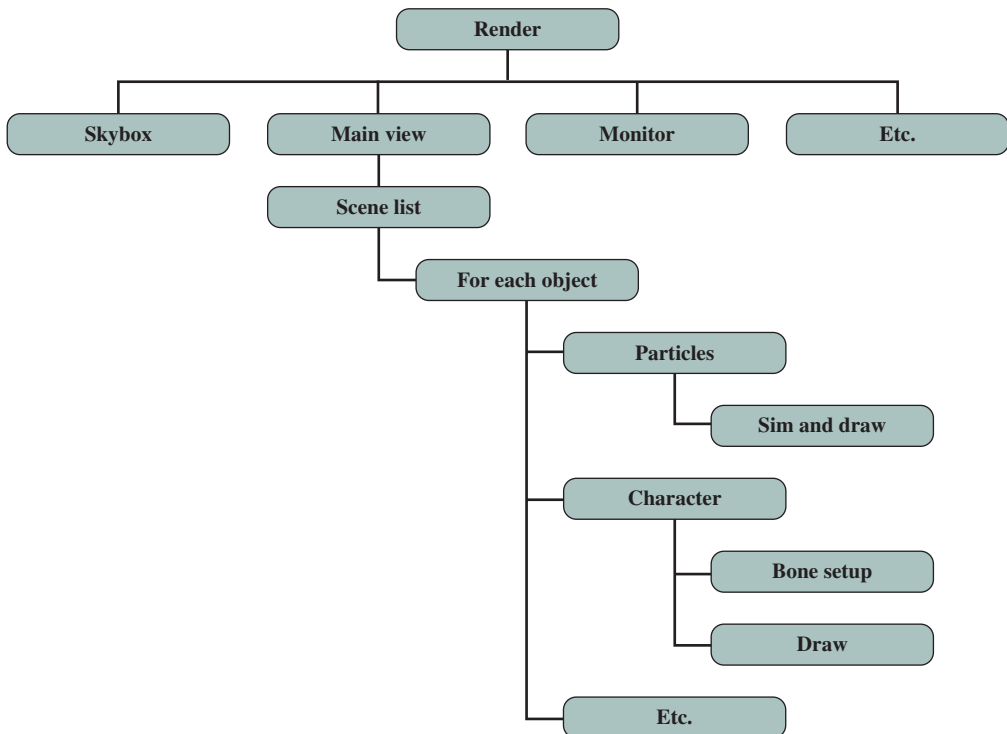 Render
Skybox
Main view
Monitor
Etc.
Scene list
For each object
Particles
Sim and draw
Character
Bone setup
Draw
Etc.